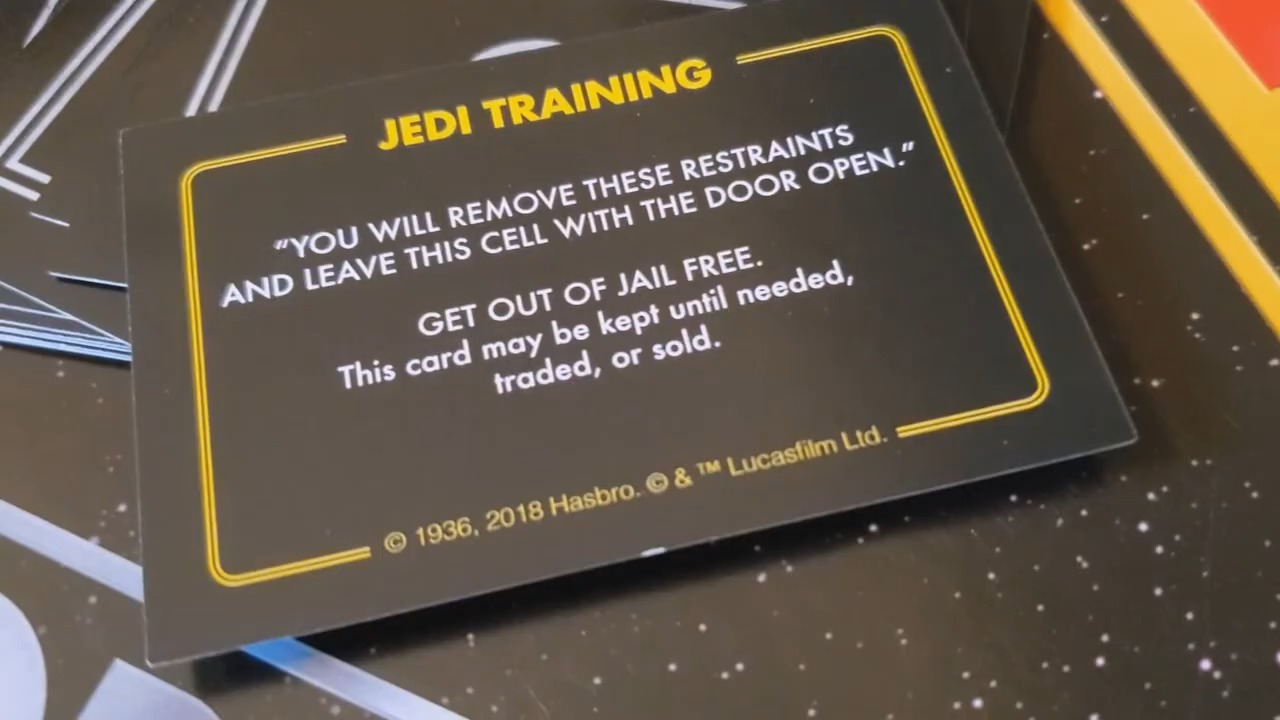 JEDI TRAINING
“YOU WILL REMOVE THESE RESTRAINTS
AND LEAVE THIS CELL WITH THE DOOR OPEN.”
GET OUT OF JAIL FREE.
This card may be kept until needed,
traded, or sold.
© 1936, 2018 Hasbro. © & ™ Lucasfilm Ltd.